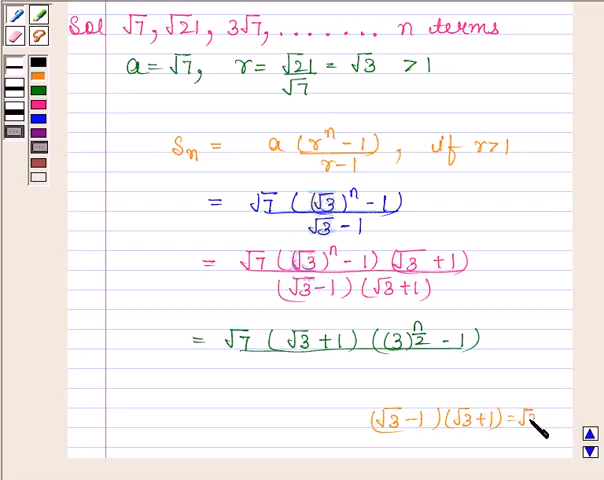 Sol √7, √21, 3√7, ........ n terms
a = √7, r = √21/√7 = √3 > 1
Sn = a (r^n - 1)/(r - 1), if r > 1
= √7 ((√3)^n - 1)/(√3 - 1)
= √7 ((√3)^n - 1) (√3 + 1)/((√3 - 1) (√3 + 1))
= √7 (√3 + 1) ((3)^(n/2) - 1)
(√3 - 1) (√3 + 1) = √3